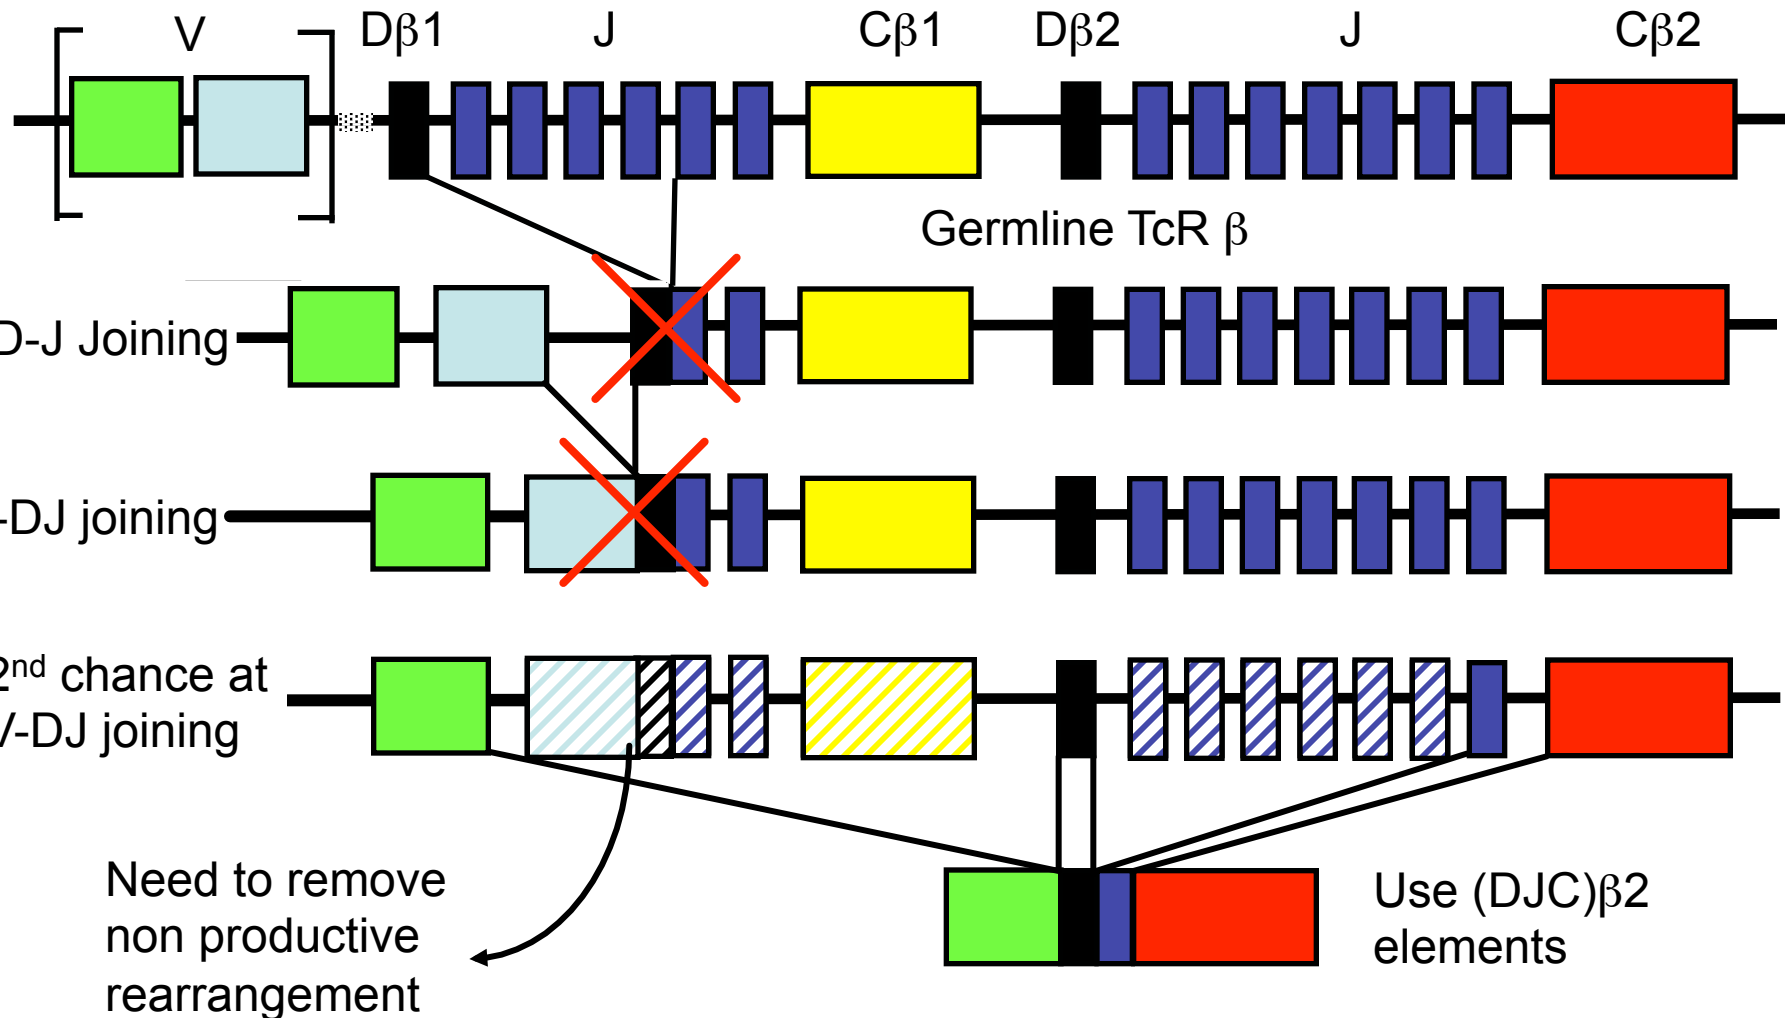 V Dβ1 J Cβ1 Dβ2 J Cβ2
Germline TcR β
D-J Joining
-DJ joining
2nd chance at
V-DJ joining
Need to remove
non productive
rearrangement
Use (DJC)β2
elements